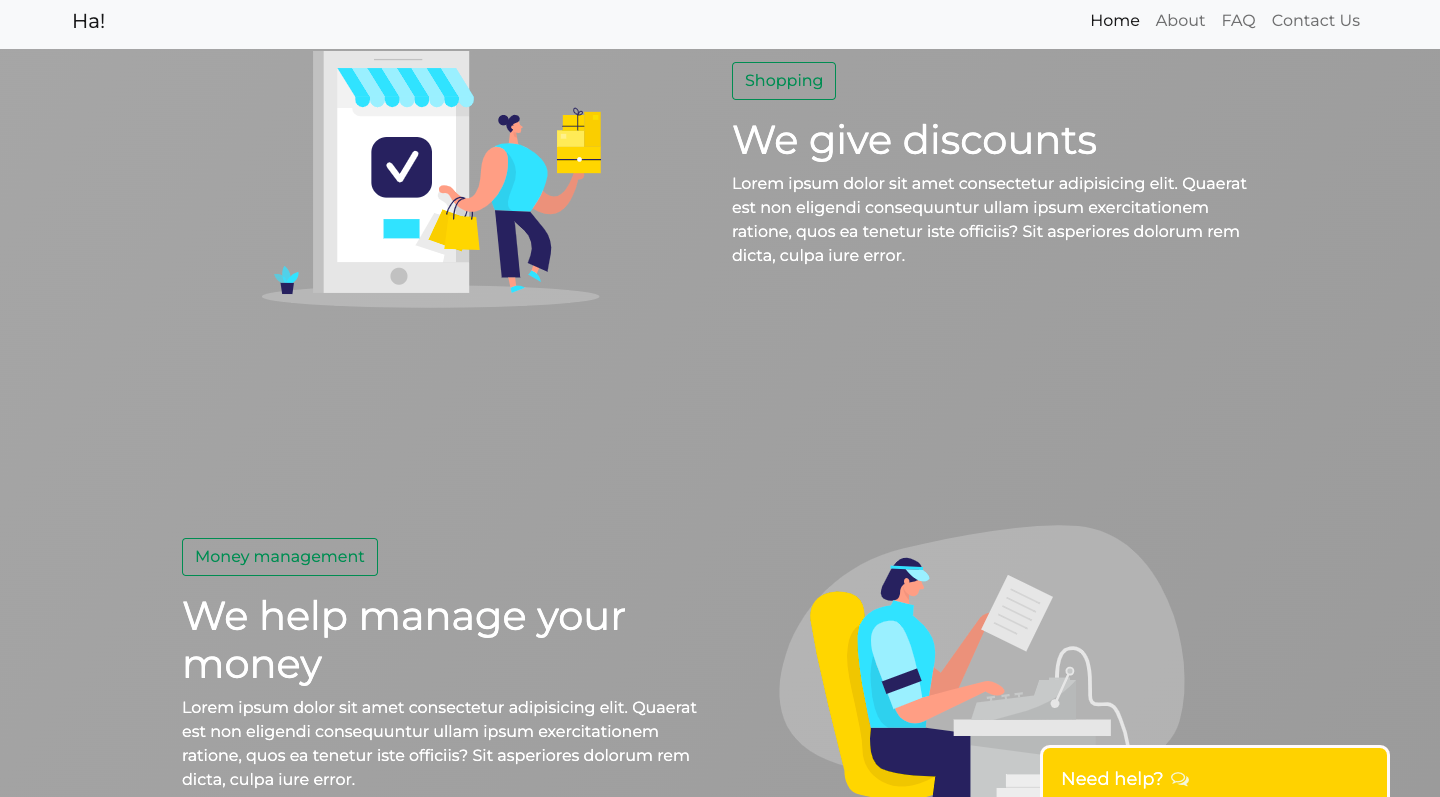 Ha!
Home About FAQ Contact Us
Shopping
We give discounts
Lorem ipsum dolor sit amet consectetur adipisicing elit. Quaerat
est non eligendi consequuntur ullam ipsum exercitationem
ratione, quos ea tenetur iste officiis? Sit asperiores dolorum rem
dicta, culpa iure error.
Money management
We help manage your
money
Lorem ipsum dolor sit amet consectetur adipisicing elit. Quaerat
est non eligendi consequuntur ullam ipsum exercitationem
ratione, quos ea tenetur iste officiis? Sit asperiores dolorum rem
dicta, culpa iure error.
Need help?